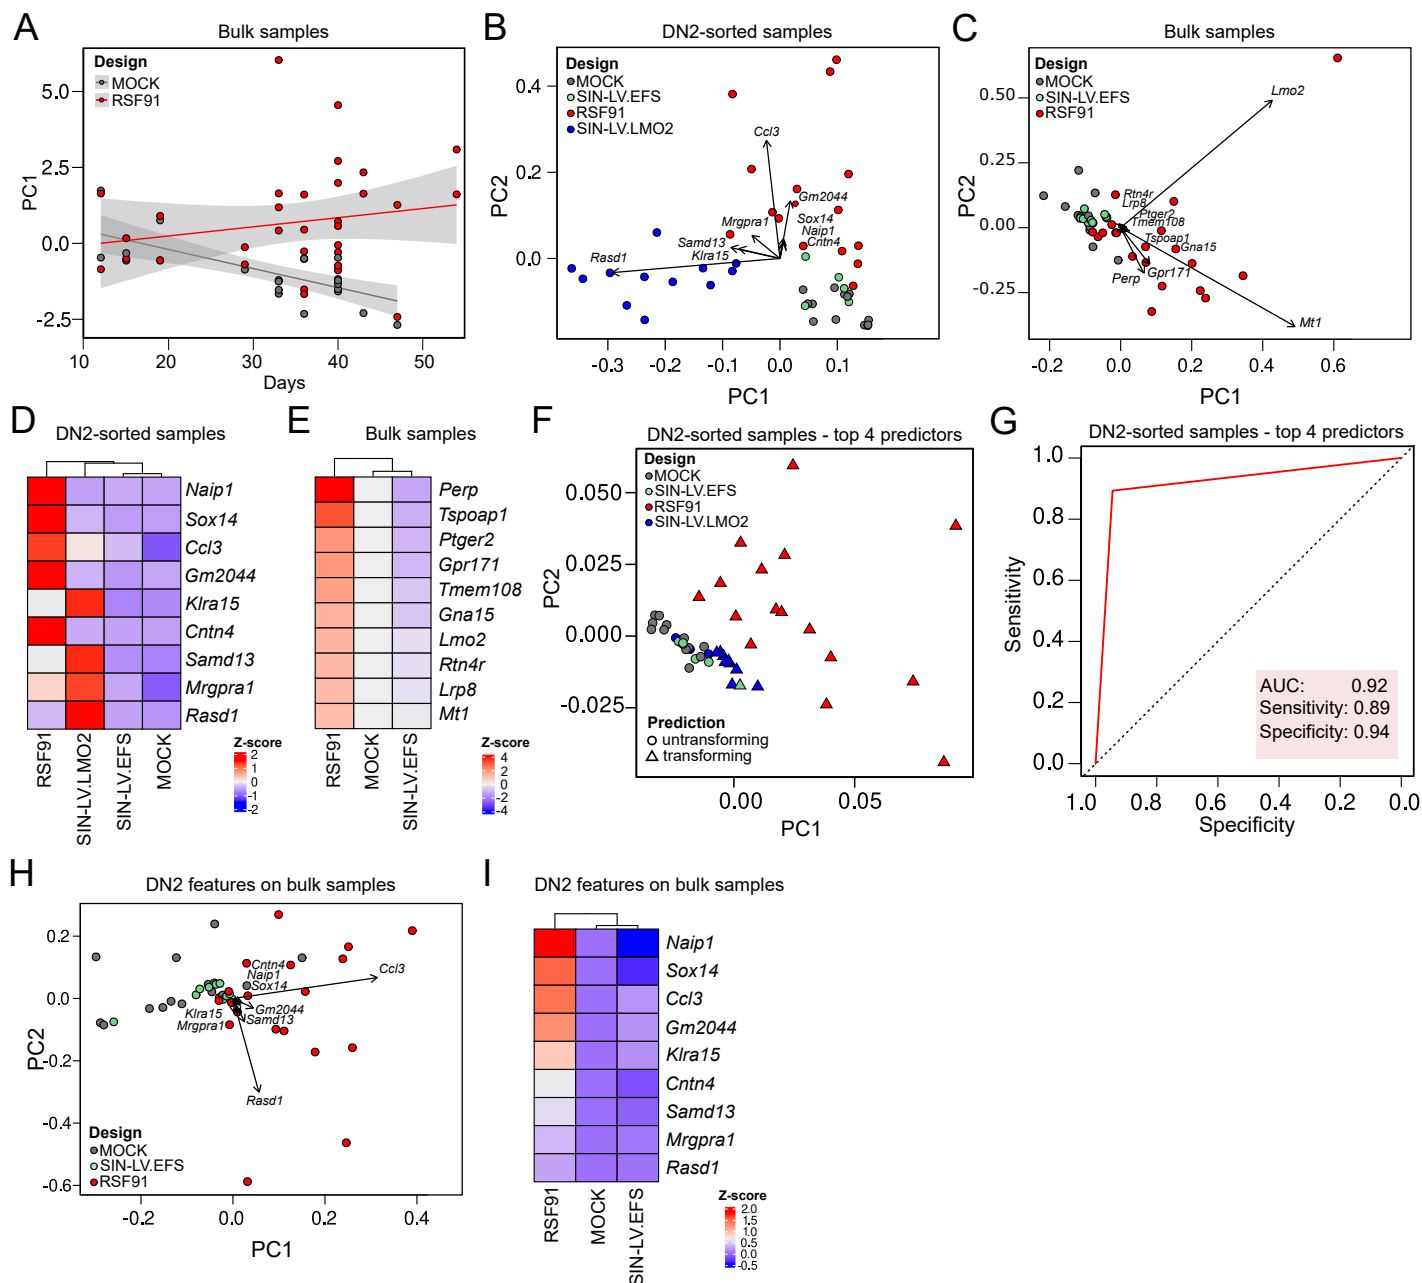 A
Bulk samples
Design
MOCK
RSF91
PC1
5.0
2.5
0.0
-2.5
10
20
30
40
50
Days
B
DN2-sorted samples
Design
MOCK
SIN-LV.EFS
RSF91
SIN-LV.LMO2
PC2
0.4
0.2
0.0
Ccl3
Gm2044
Mrgpra1
Sox14
Naip1
Cntn4
Samd13
Klra15
Rasd1
-0.3
-0.2
-0.1
0.0
0.1
PC1
C
Bulk samples
Design
MOCK
SIN-LV.EFS
RSF91
PC2
0.50
0.25
0.00
-0.25
Lmo2
Rtn4r
Lrp8
Ptger2
Tmem108
Tspoap1
Gna15
Gpr171
Perp
Mt1
-0.2
0.0
0.2
0.4
0.6
PC1
D
DN2-sorted samples
Naip1
Sox14
Ccl3
Gm2044
Klra15
Cntn4
Samd13
Mrgpra1
Rasd1
RSF91
SIN-LV.LMO2
SIN-LV.EFS
MOCK
Z-score
2
1
0
-1
-2
E
Bulk samples
Perp
Tspoap1
Ptger2
Gpr171
Tmem108
Gna15
Lmo2
Rtn4r
Lrp8
Mt1
RSF91
MOCK
SIN-LV.EFS
Z-score
4
2
0
-2
-4
F
DN2-sorted samples - top 4 predictors
Design
MOCK
SIN-LV.EFS
RSF91
SIN-LV.LMO2
PC2
0.050
0.025
0.000
-0.025
Prediction
untransforming
transforming
0.00
0.05
PC1
G
DN2-sorted samples - top 4 predictors
Sensitivity
1.0
0.8
0.6
0.4
0.2
0.0
AUC: 0.92
Sensitivity: 0.89
Specificity: 0.94
1.0
0.8
0.6
0.4
0.2
0.0
Specificity
H
DN2 features on bulk samples
PC2
0.2
0.0
-0.2
-0.4
-0.6
Cntn4
Naip1
Sox14
Ccl3
Klra15
Mrgpra1
Gm2044
Samd13
Rasd1
Design
MOCK
SIN-LV.EFS
RSF91
-0.2
0.0
0.2
0.4
PC1
I
DN2 features on bulk samples
Naip1
Sox14
Ccl3
Gm2044
Klra15
Cntn4
Samd13
Mrgpra1
Rasd1
RSF91
MOCK
SIN-LV.EFS
Z-score
2.0
1.5
1.0
0.5
0.0
-0.5